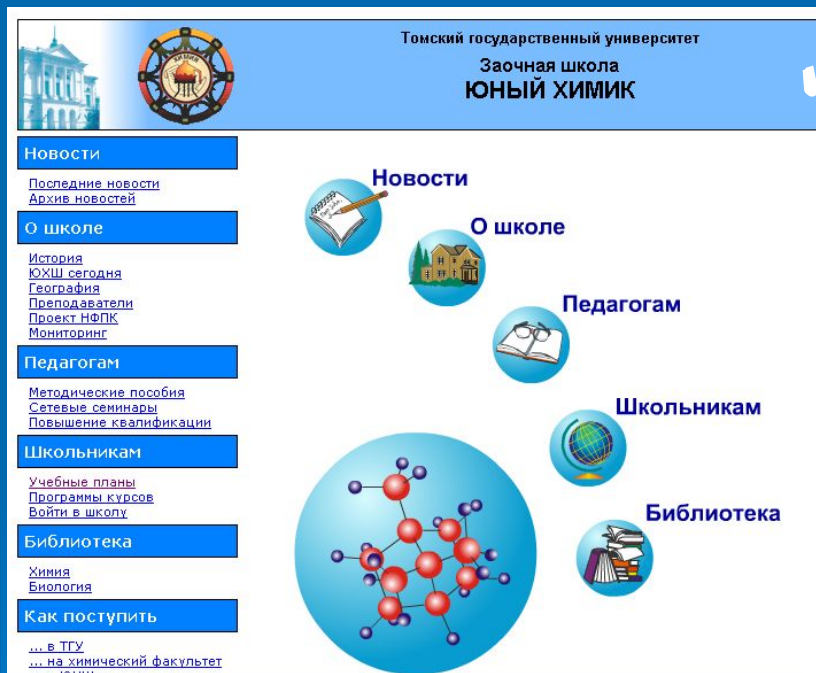 Томский государственный университет
Заочная школа
ЮНЫЙ ХИМИК
ХИМИЯ
Новости
Последние новости
Архив новостей
О школе
История
ЮХШ сегодня
География
Преподаватели
Проект НФПК
Мониторинг
Педагогам
Методические пособия
Сетевые семинары
Повышение квалификации
Школьникам
Учебные планы
Программы курсов
Войти в школу
Библиотека
Химия
Биология
Как поступить
... в ТГУ
... на химический факультет
Новости
О школе
Педагогам
Школьникам
Библиотека